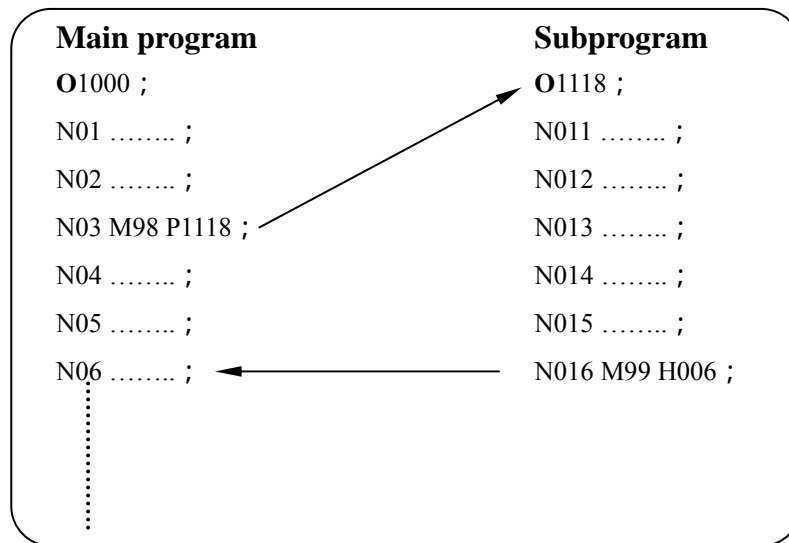 Main program
O1000 ;
N01 …….. ;
N02 …….. ;
N03 M98 P1118 ;
N04 …….. ;
N05 …….. ;
N06 …….. ;
Subprogram
O1118 ;
N011 …….. ;
N012 …….. ;
N013 …….. ;
N014 …….. ;
N015 …….. ;
N016 M99 H006 ;